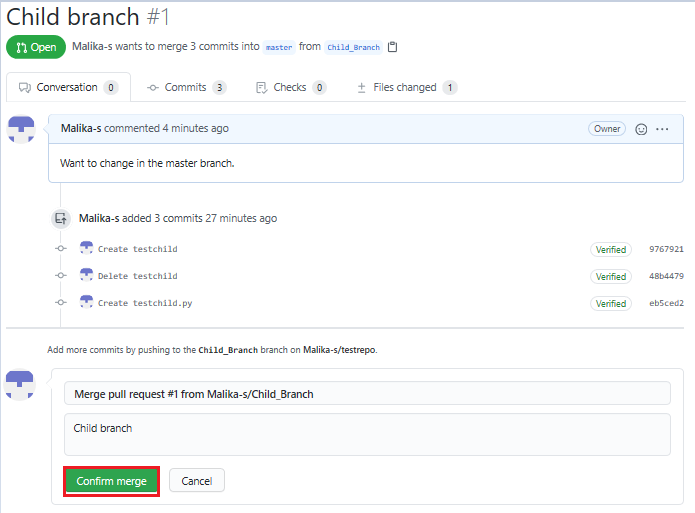 Child branch #1
Open Malika-s wants to merge 3 commits into master from Child_Branch
Conversation 0 Commits 3 Checks 0 Files changed 1
Malika-s commented 4 minutes ago Owner
Want to change in the master branch.
Malika-s added 3 commits 27 minutes ago
Create testchild Verified 9767921
Delete testchild Verified 48b4479
Create testchild.py Verified eb5ced2
Add more commits by pushing to the Child_Branch branch on Malika-s/testrepo.
Merge pull request #1 from Malika-s/Child_Branch
Child branch
Confirm merge Cancel